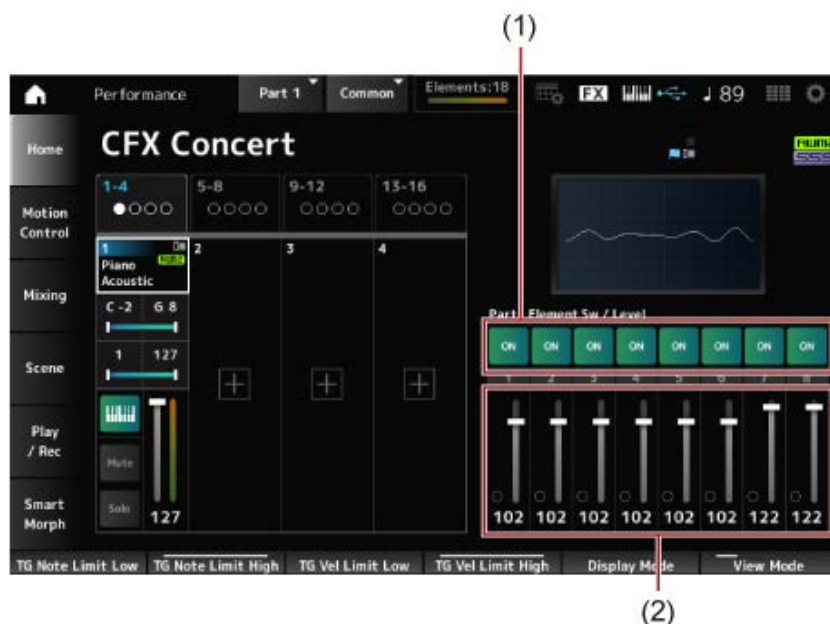 (1)
Performance
Part 1
Common
Elements:18
FX
♩ 89
Home
CFX Concert
1-4
5-8
9-12
13-16
Motion
Control
1
Piano
Acoustic
2
3
4
C -2 G 8
Mixing
Part
Element Sw / Level
1 127
ON ON ON ON ON ON ON ON
Scene
1 2 3 4 5 6 7 8
Play
/ Rec
Mute
Smart
Morph
Solo
127
102 102 102 102 102 102 122 122
TG Note Limit Low
TG Note Limit High
TG Vel Limit Low
TG Vel Limit High
Display Mode
View Mode
(2)